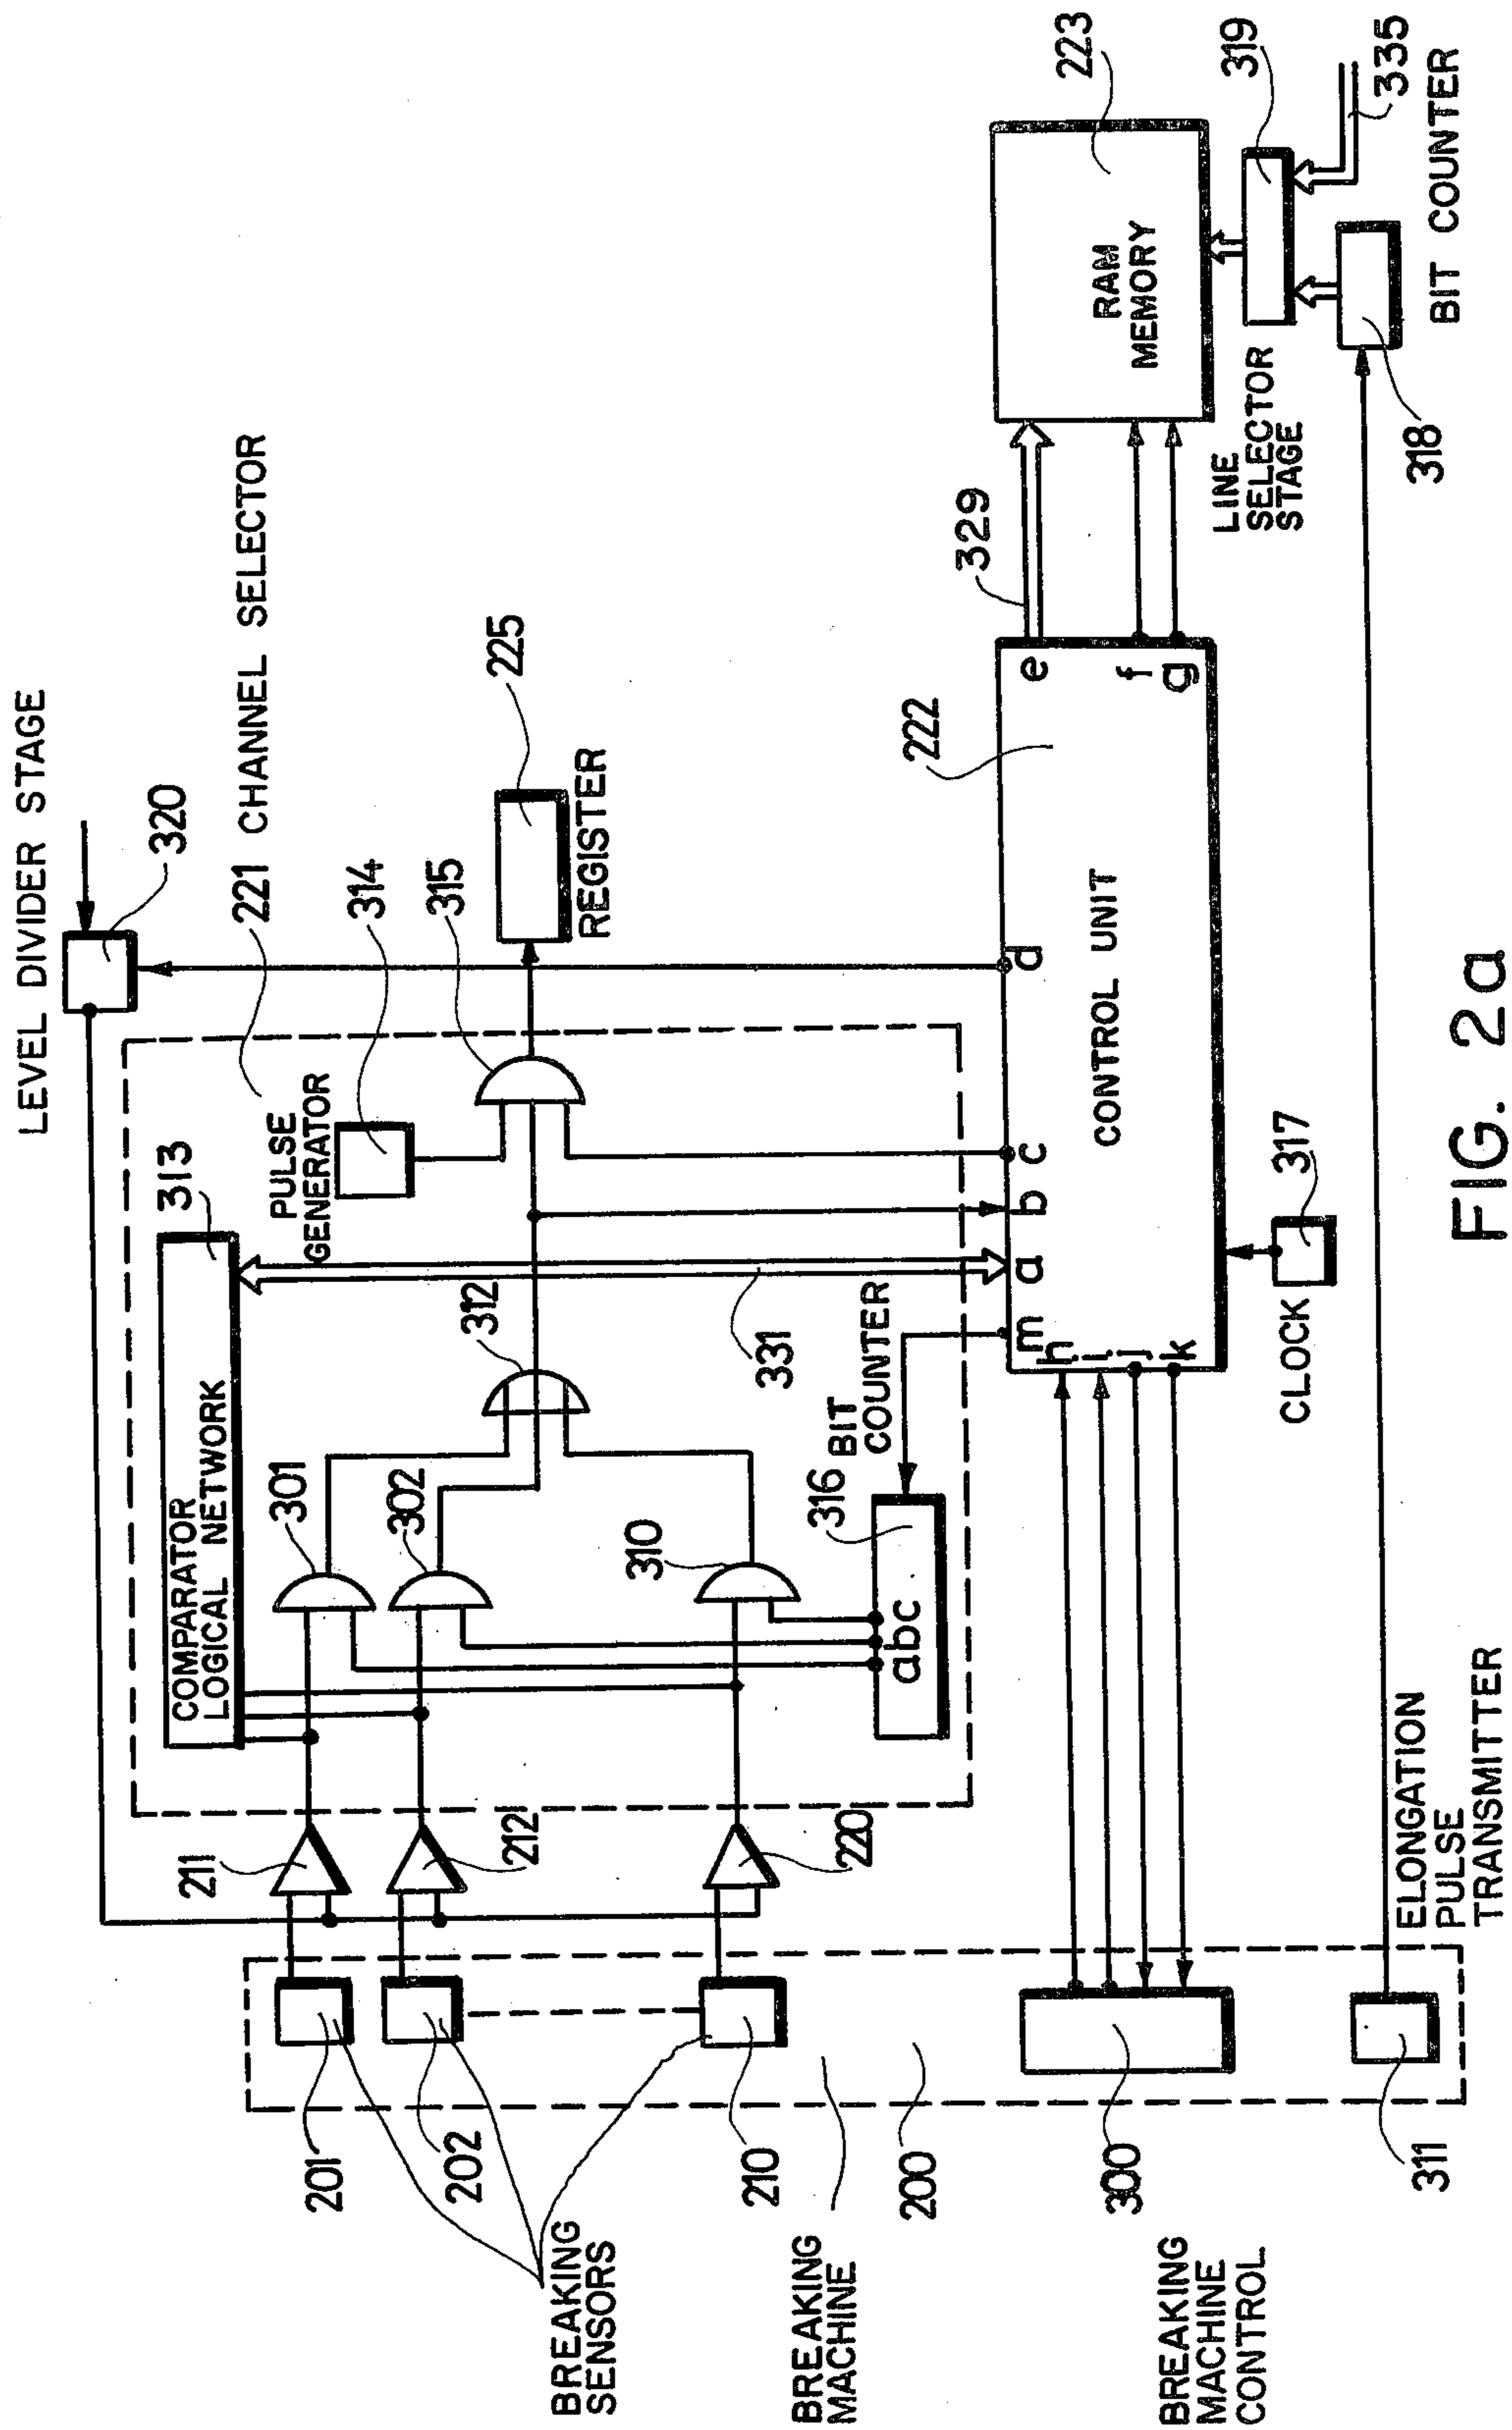 LEVEL DIVIDER STAGE
320
221 CHANNEL SELECTOR
COMPARATOR
LOGICAL NETWORK
313
PULSE
GENERATOR
314
315
225
REGISTER
211
212
220
301
302
310
312
331
316 BIT
COUNTER
abc
201
202
210
BREAKING
SENSORS
BREAKING
MACHINE
200
m
a
b
c
d
e
f
g
h
i
j
k
CONTROL UNIT
222
329
RAM
MEMORY
223
LINE
SELECTOR
STAGE
319
335
318
BIT COUNTER
CLOCK
317
300
BREAKING
MACHINE
CONTROL
311
ELONGATION
PULSE
TRANSMITTER
FIG. 2a